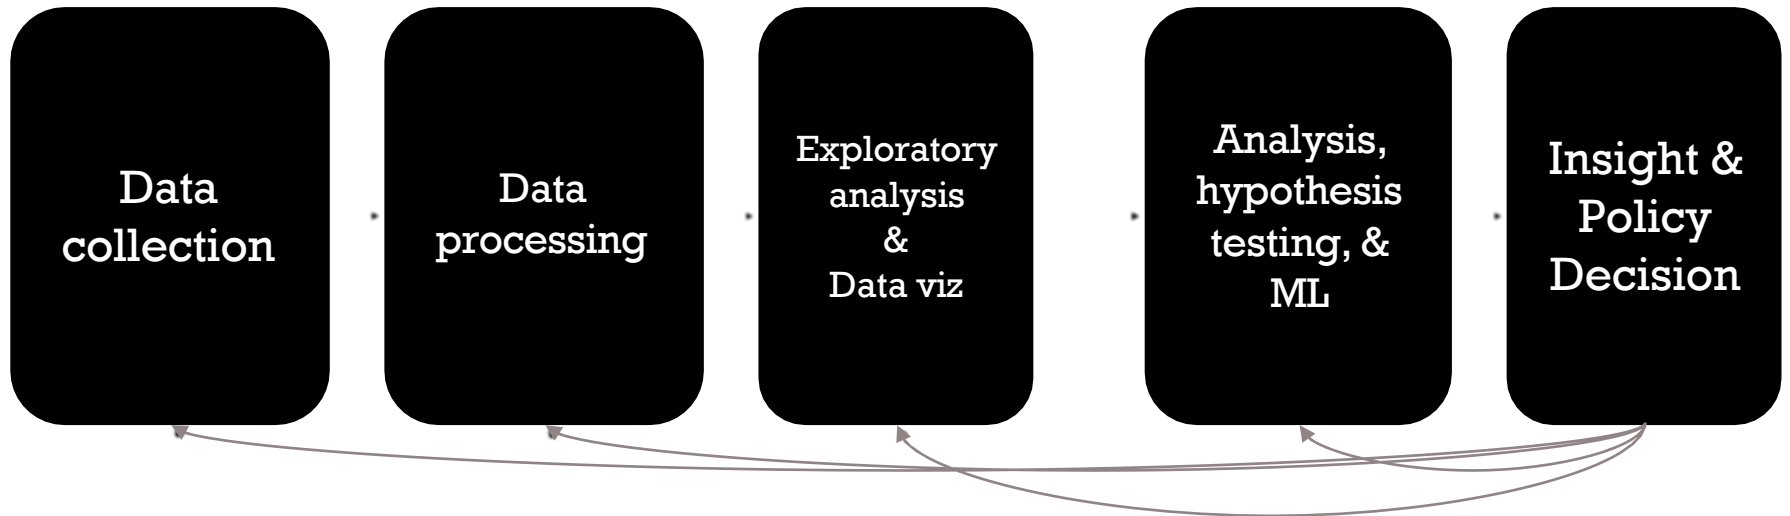 Data
collection
Data
processing
Exploratory
analysis
&
Data viz
Analysis,
hypothesis
testing, &
ML
Insight &
Policy
Decision